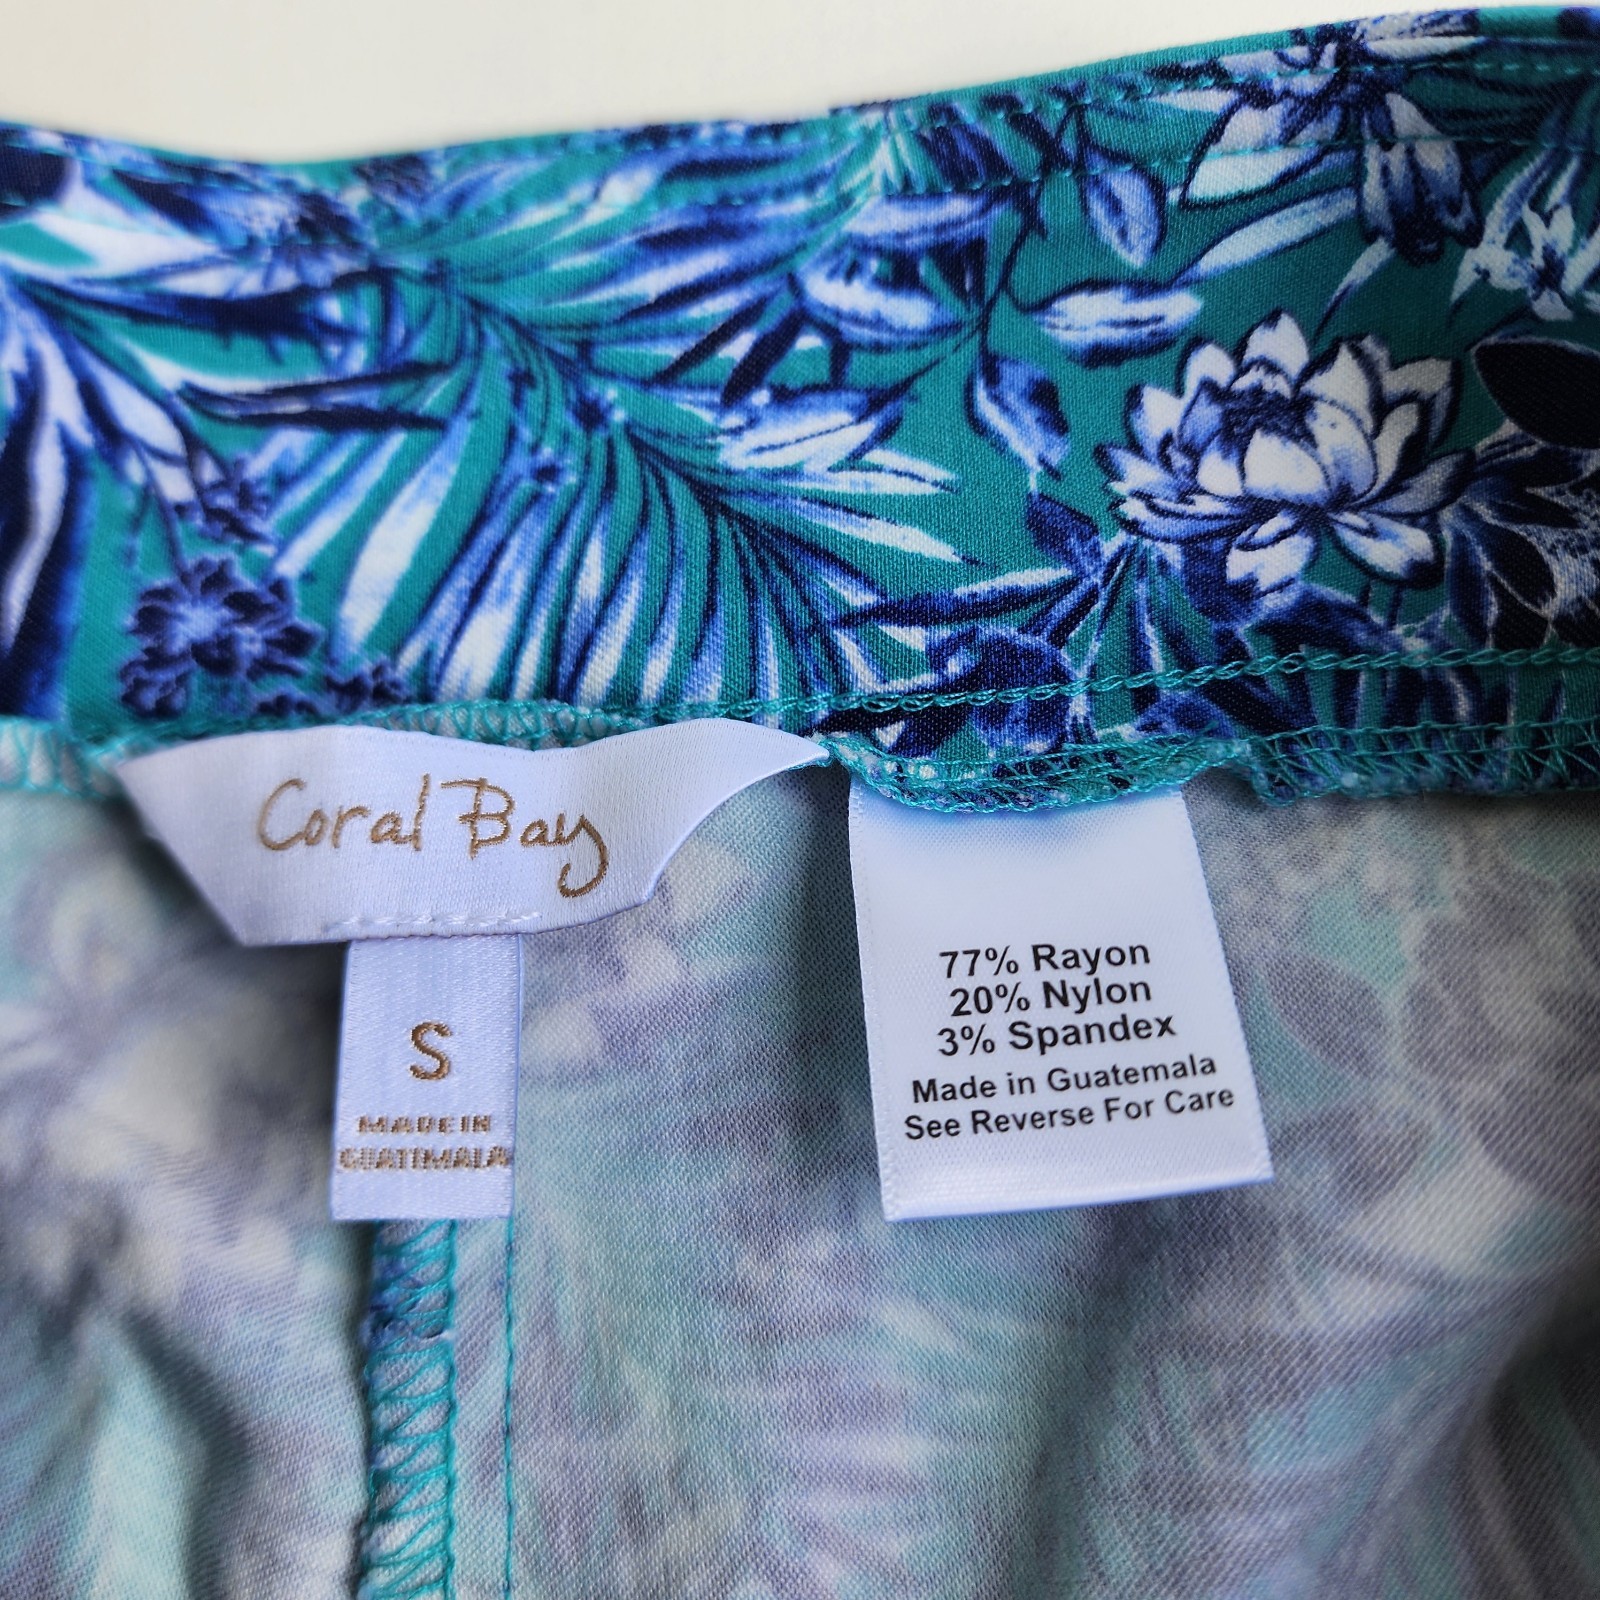 Coral Bay
S
MADE IN
GUATEMALA
77% Rayon
20% Nylon
3% Spandex
Made in Guatemala
See Reverse For Care